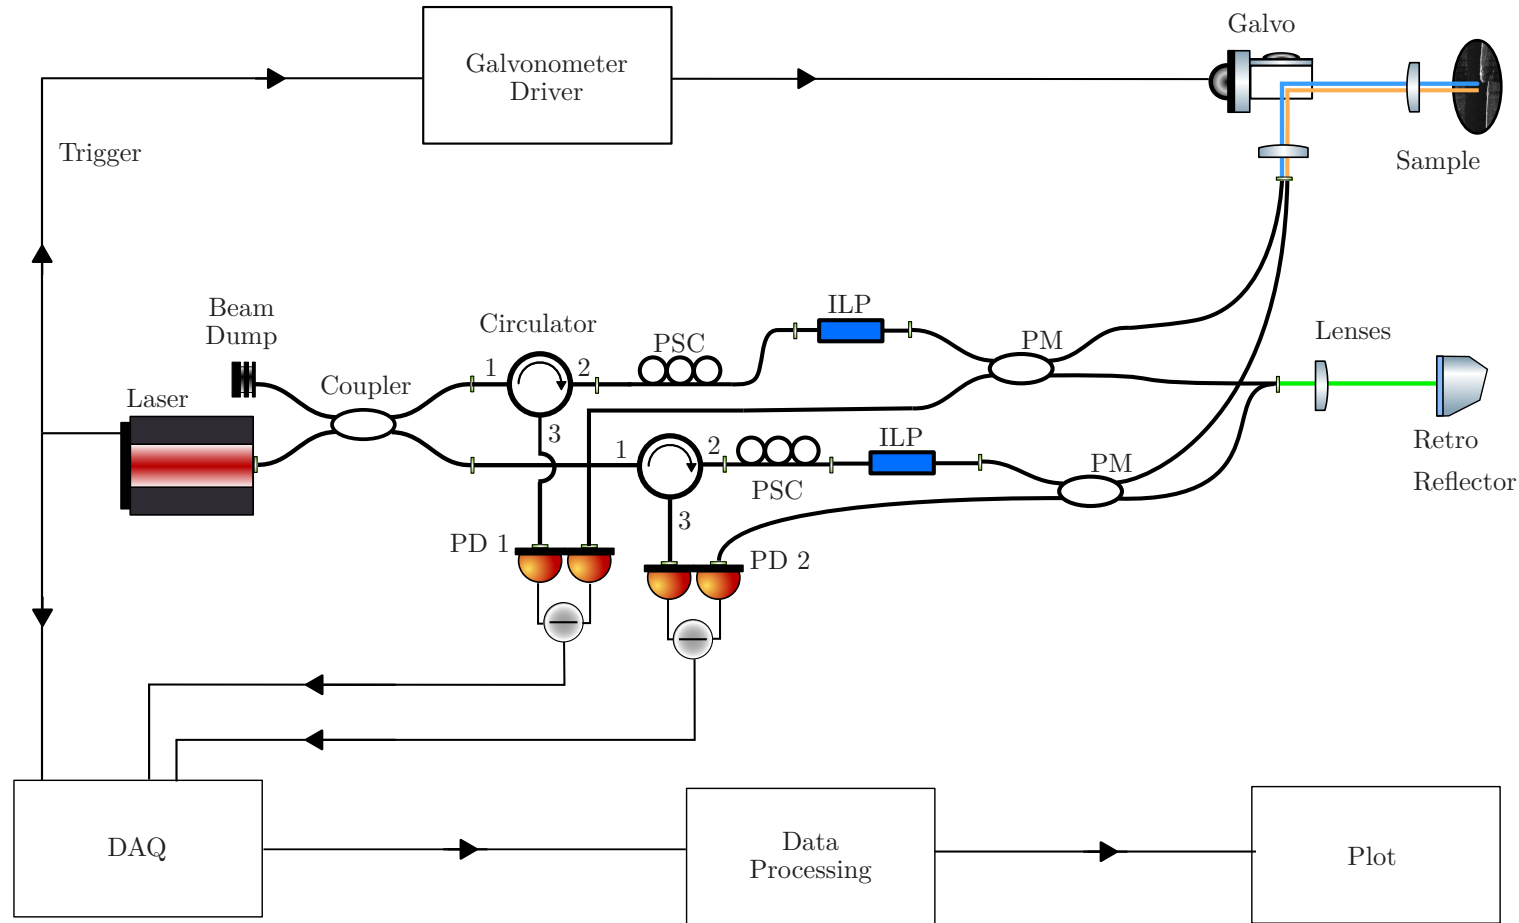 Galvo
Galvonometer
Driver
Trigger
Sample
Beam
Dump
ILP
Circulator
Lenses
PSC
PM
1
2
Coupler
Laser
3
1
2
ILP
Retro
Reflector
PM
PSC
3
PD 1
PD 2
DAQ
Data
Processing
Plot